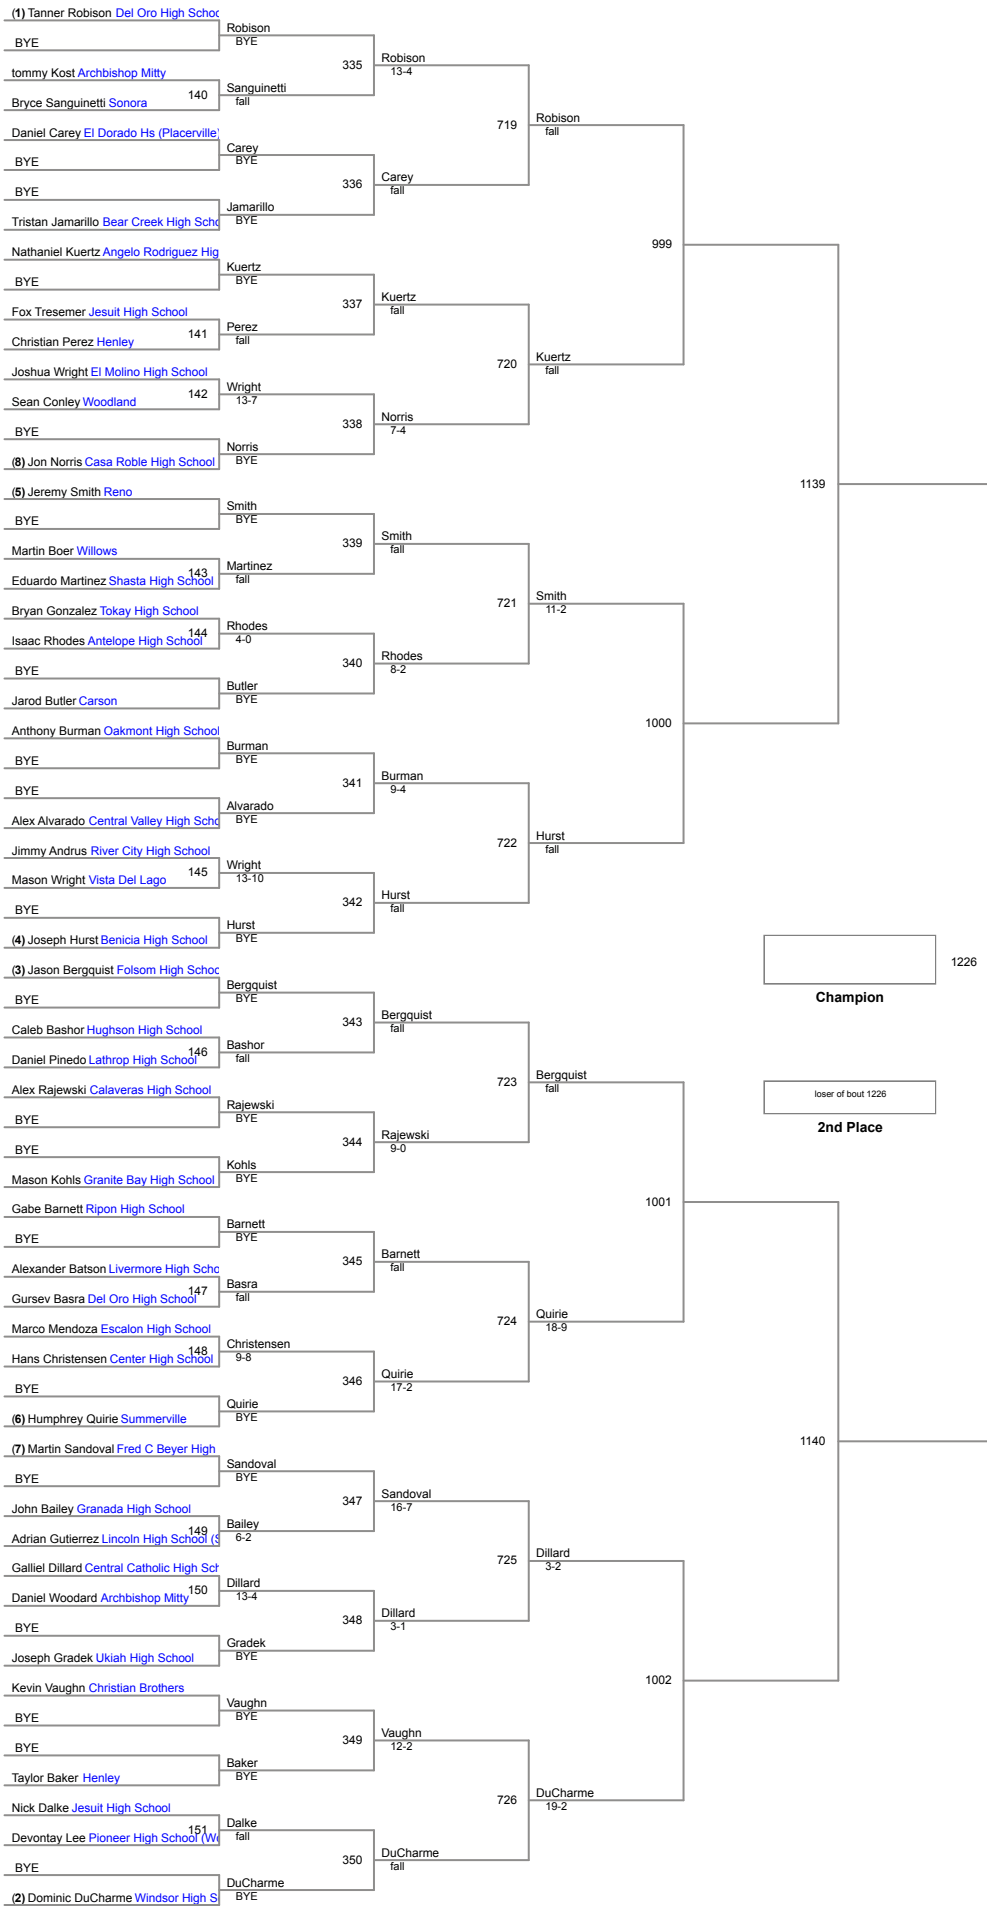 (1) Tanner Robison Del Oro High Schoo
Robison
BYE
BYE
335
Robison
13-4
tommy Kost Archbishop Mitty
140
Sanguinetti
fall
Bryce Sanguinetti Sonora
719
Robison
fall
Daniel Carey El Dorado Hs (Placerville)
Carey
BYE
BYE
336
Carey
fall
BYE
Jamarillo
BYE
Tristan Jamarillo Bear Creek High Scho
999
Nathaniel Kuertz Angelo Rodriguez Hig
Kuertz
BYE
BYE
337
Kuertz
fall
Fox Tresemer Jesuit High School
141
Perez
fall
Christian Perez Henley
720
Kuertz
fall
Joshua Wright El Molino High School
142
Wright
13-7
Sean Conley Woodland
338
Norris
7-4
BYE
Norris
BYE
(8) Jon Norris Casa Roble High School
1139
(5) Jeremy Smith Reno
Smith
BYE
BYE
339
Smith
fall
Martin Boer Willows
143
Martinez
fall
Eduardo Martinez Shasta High School
721
Smith
11-2
Bryan Gonzalez Tokay High School
144
Rhodes
4-0
Isaac Rhodes Antelope High School
340
Rhodes
8-2
BYE
Butler
BYE
Jarod Butler Carson
1000
Anthony Burman Oakmont High School
Burman
BYE
BYE
341
Burman
9-4
BYE
Alvarado
BYE
Alex Alvarado Central Valley High Scho
722
Hurst
fall
Jimmy Andrus River City High School
145
Wright
13-10
Mason Wright Vista Del Lago
342
Hurst
fall
BYE
Hurst
BYE
(4) Joseph Hurst Benicia High School
1226
Champion
(3) Jason Bergquist Folsom High Schoo
Bergquist
BYE
BYE
343
Bergquist
fall
Caleb Bashor Hughson High School
146
Bashor
fall
Daniel Pinedo Lathrop High School
723
Bergquist
fall
loser of bout 1226
2nd Place
Alex Rajewski Calaveras High School
Rajewski
BYE
BYE
344
Rajewski
9-0
BYE
Kohls
BYE
Mason Kohls Granite Bay High School
1001
Gabe Barnett Ripon High School
Barnett
BYE
BYE
345
Barnett
fall
Alexander Batson Livermore High Scho
147
Basra
fall
Gursev Basra Del Oro High School
724
Quirie
18-9
Marco Mendoza Escalon High School
148
Christensen
9-8
Hans Christensen Center High School
346
Quirie
17-2
BYE
Quirie
BYE
(6) Humphrey Quirie Summerville
1140
(7) Martin Sandoval Fred C Beyer High
Sandoval
BYE
BYE
347
Sandoval
16-7
John Bailey Granada High School
149
Bailey
6-2
Adrian Gutierrez Lincoln High School (S
725
Dillard
3-2
Galliel Dillard Central Catholic High Sch
150
Dillard
13-4
Daniel Woodard Archbishop Mitty
348
Dillard
3-1
BYE
Gradek
BYE
Joseph Gradek Ukiah High School
1002
Kevin Vaughn Christian Brothers
Vaughn
BYE
BYE
349
Vaughn
12-2
BYE
Baker
BYE
Taylor Baker Henley
726
DuCharme
19-2
Nick Dalke Jesuit High School
151
Dalke
fall
Devontay Lee Pioneer High School (Wo
350
DuCharme
fall
BYE
DuCharme
BYE
(2) Dominic DuCharme Windsor High S